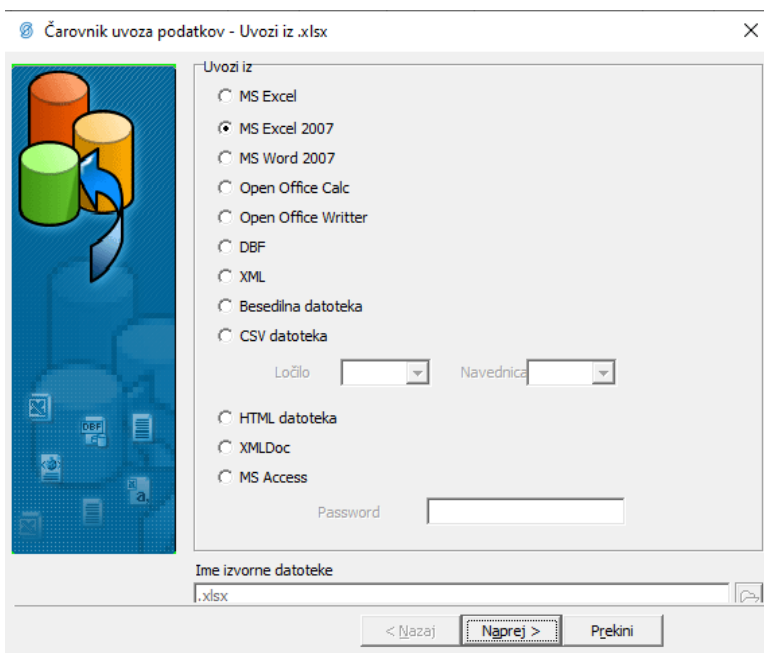 Čarovnik uvoza podatkov - Uvozi iz .xlsx
Uvozi iz
MS Excel
MS Excel 2007
MS Word 2007
Open Office Calc
Open Office Writter
DBF
XML
Besedilna datoteka
CSV datoteka
Ločilo Navednica
HTML datoteka
XMLDoc
MS Access
Password
DBF
a.
Ime izvorne datoteke
.xlsx
< Nazaj Naprej > Prekini